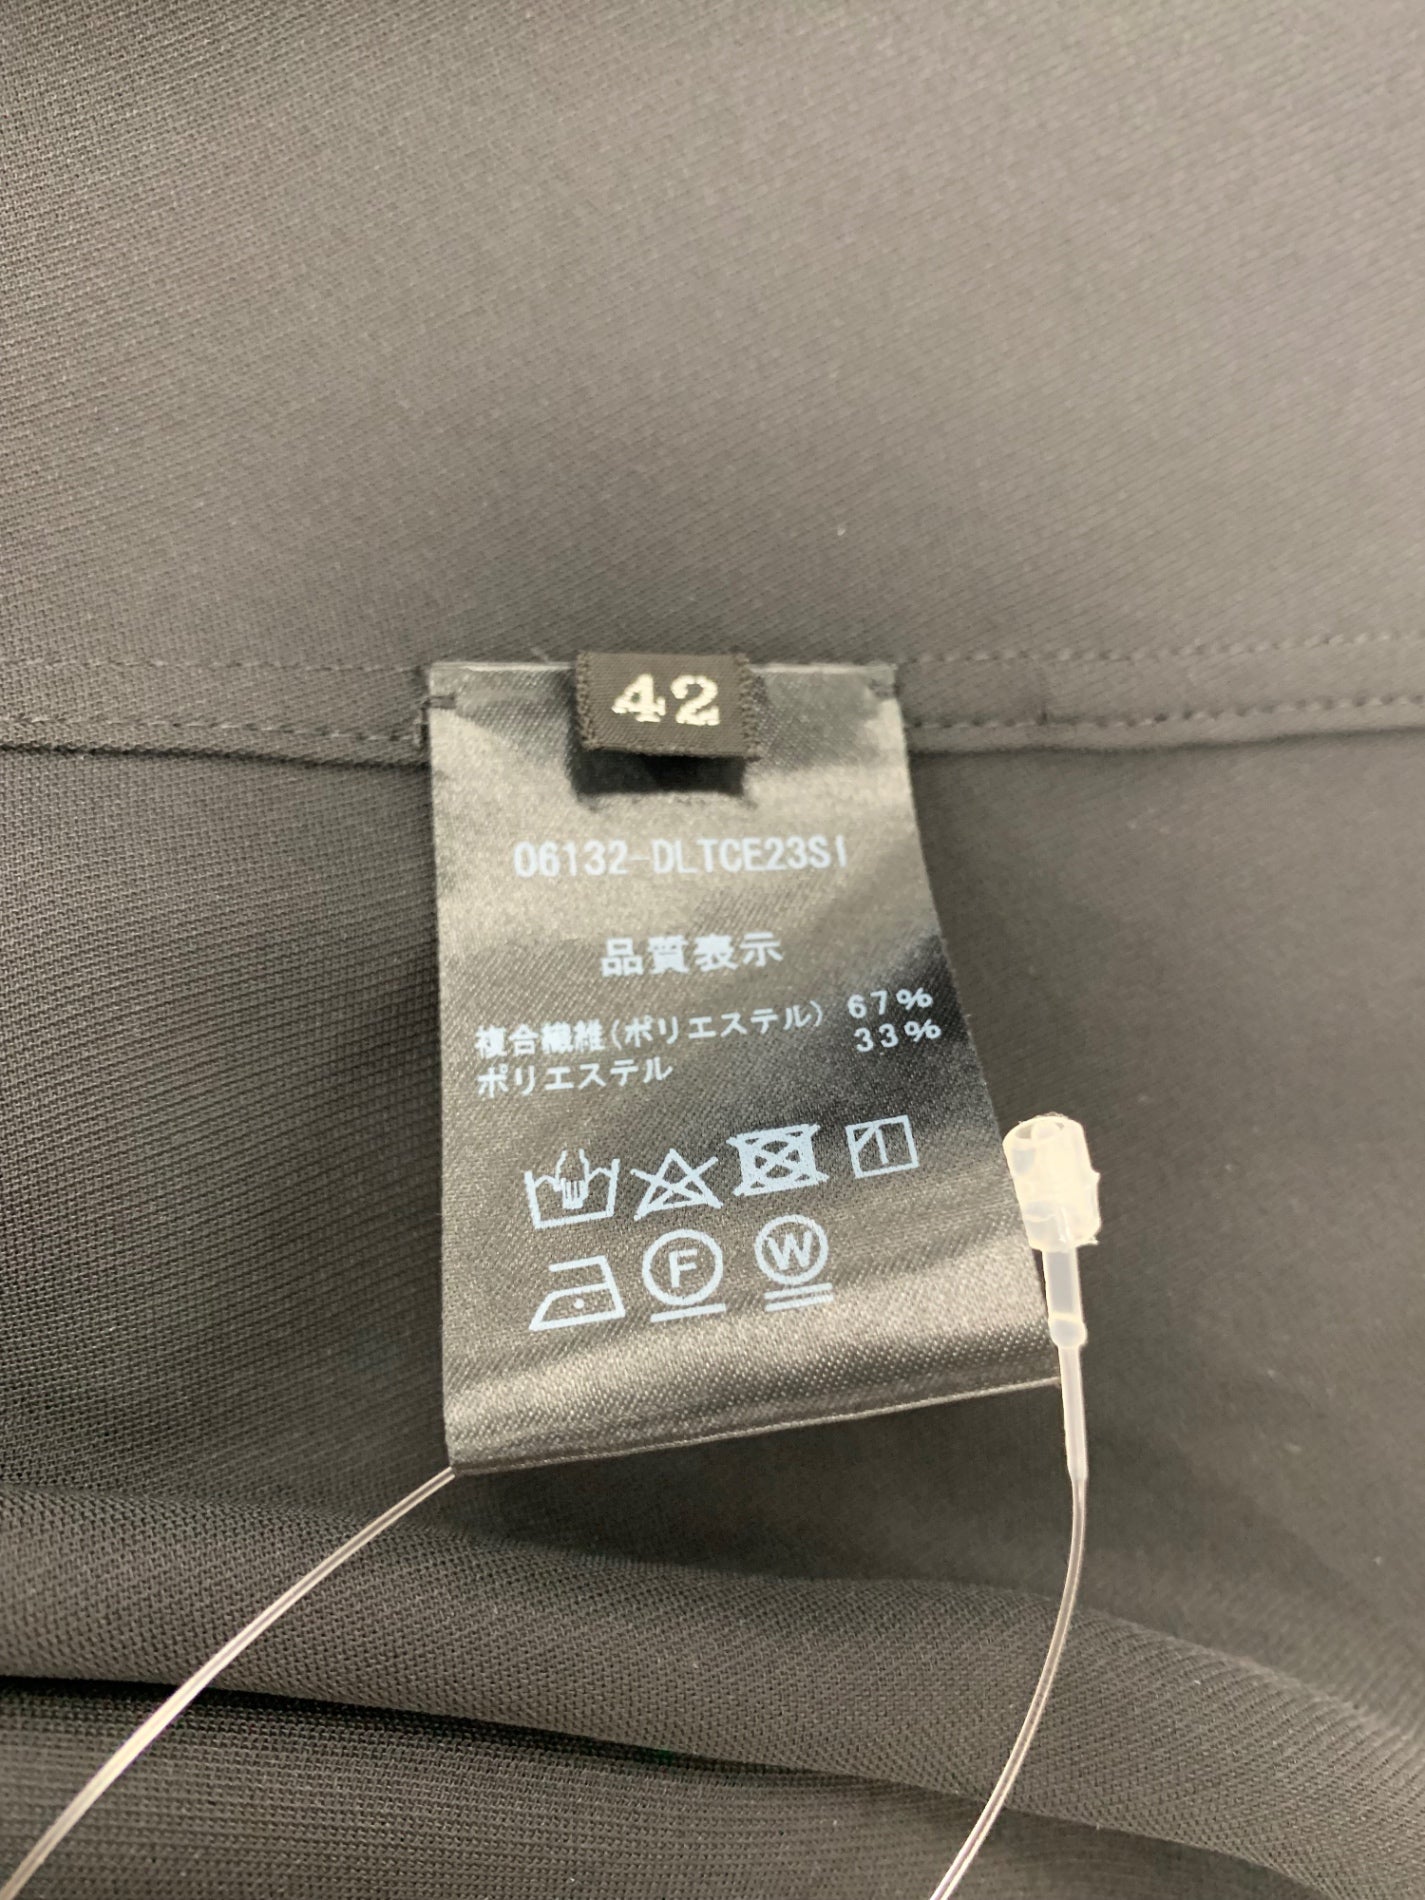 42
06132-DLTCE23SI
品質表示
複合繊維(ポリエステル) 67%
ポリエステル 33%
F W